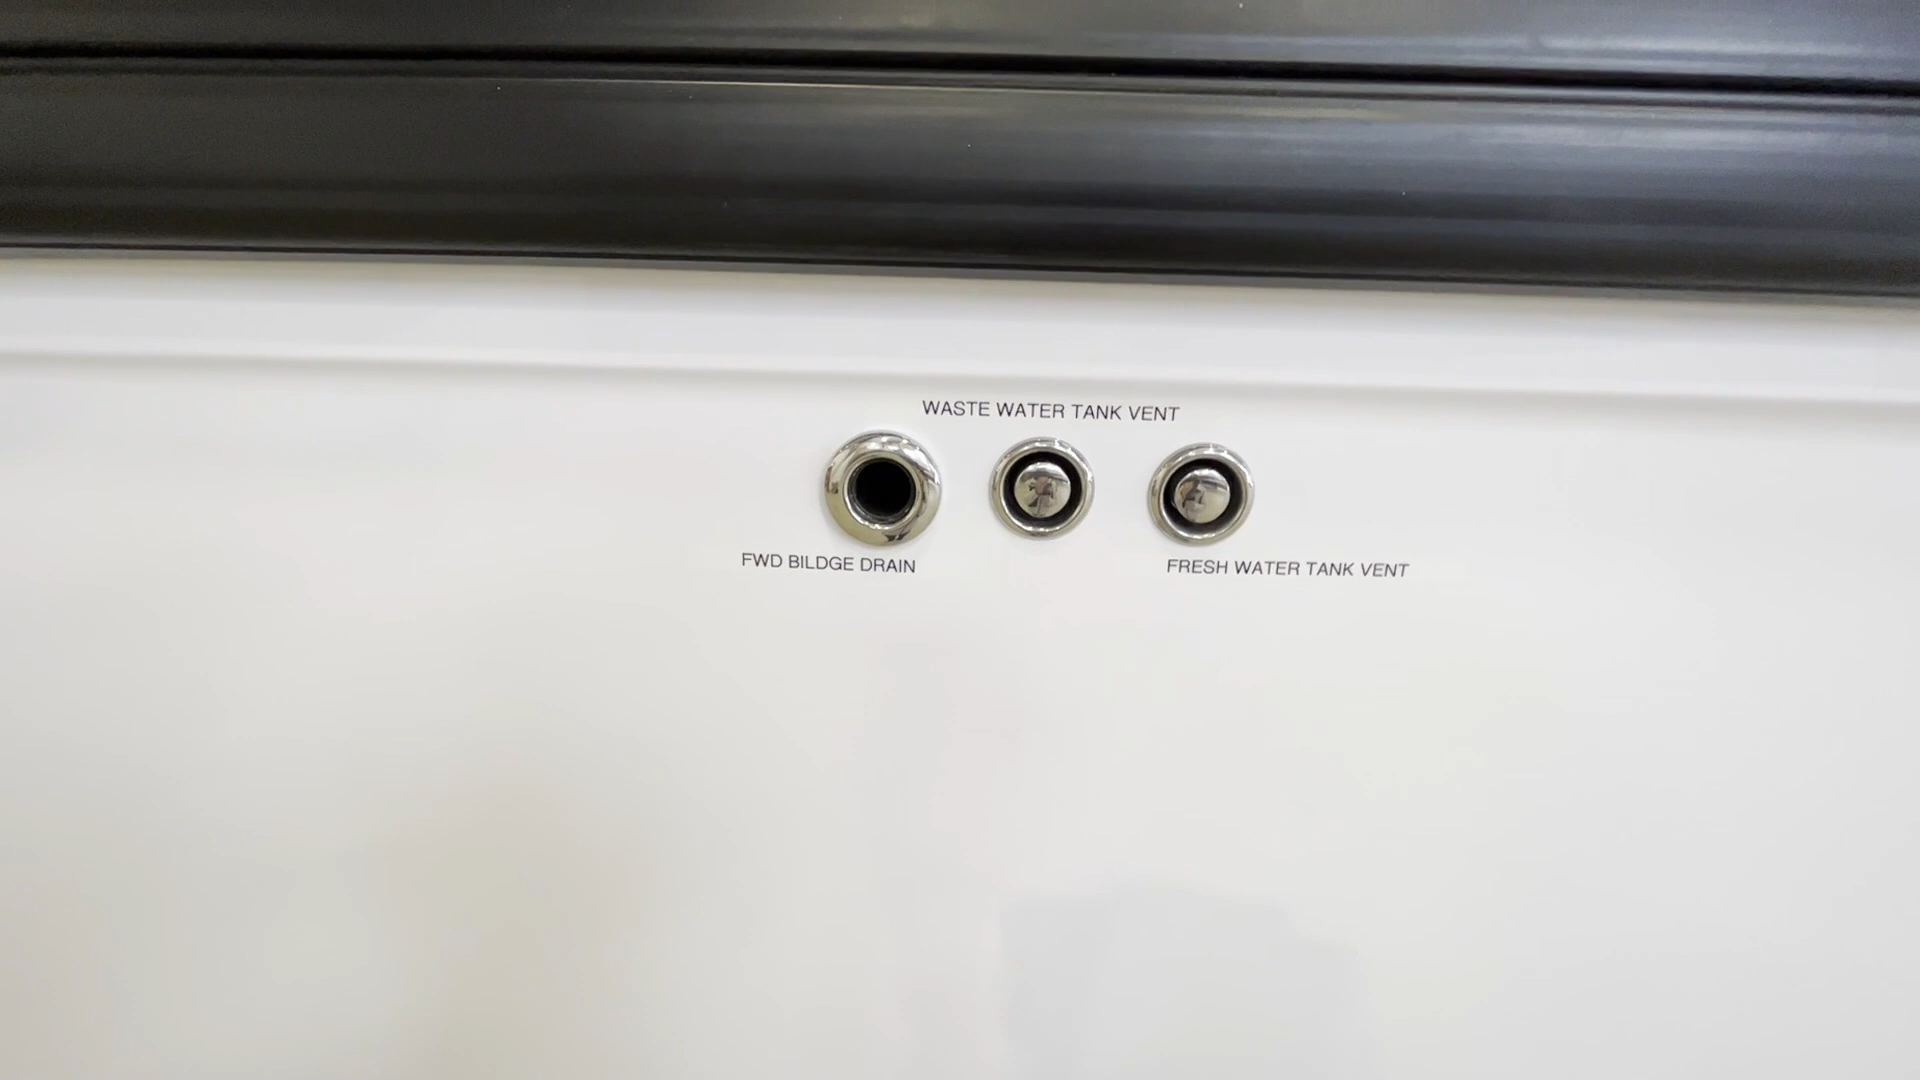 WASTE WATER TANK VENT
FWD BILDGE DRAIN
FRESH WATER TANK VENT